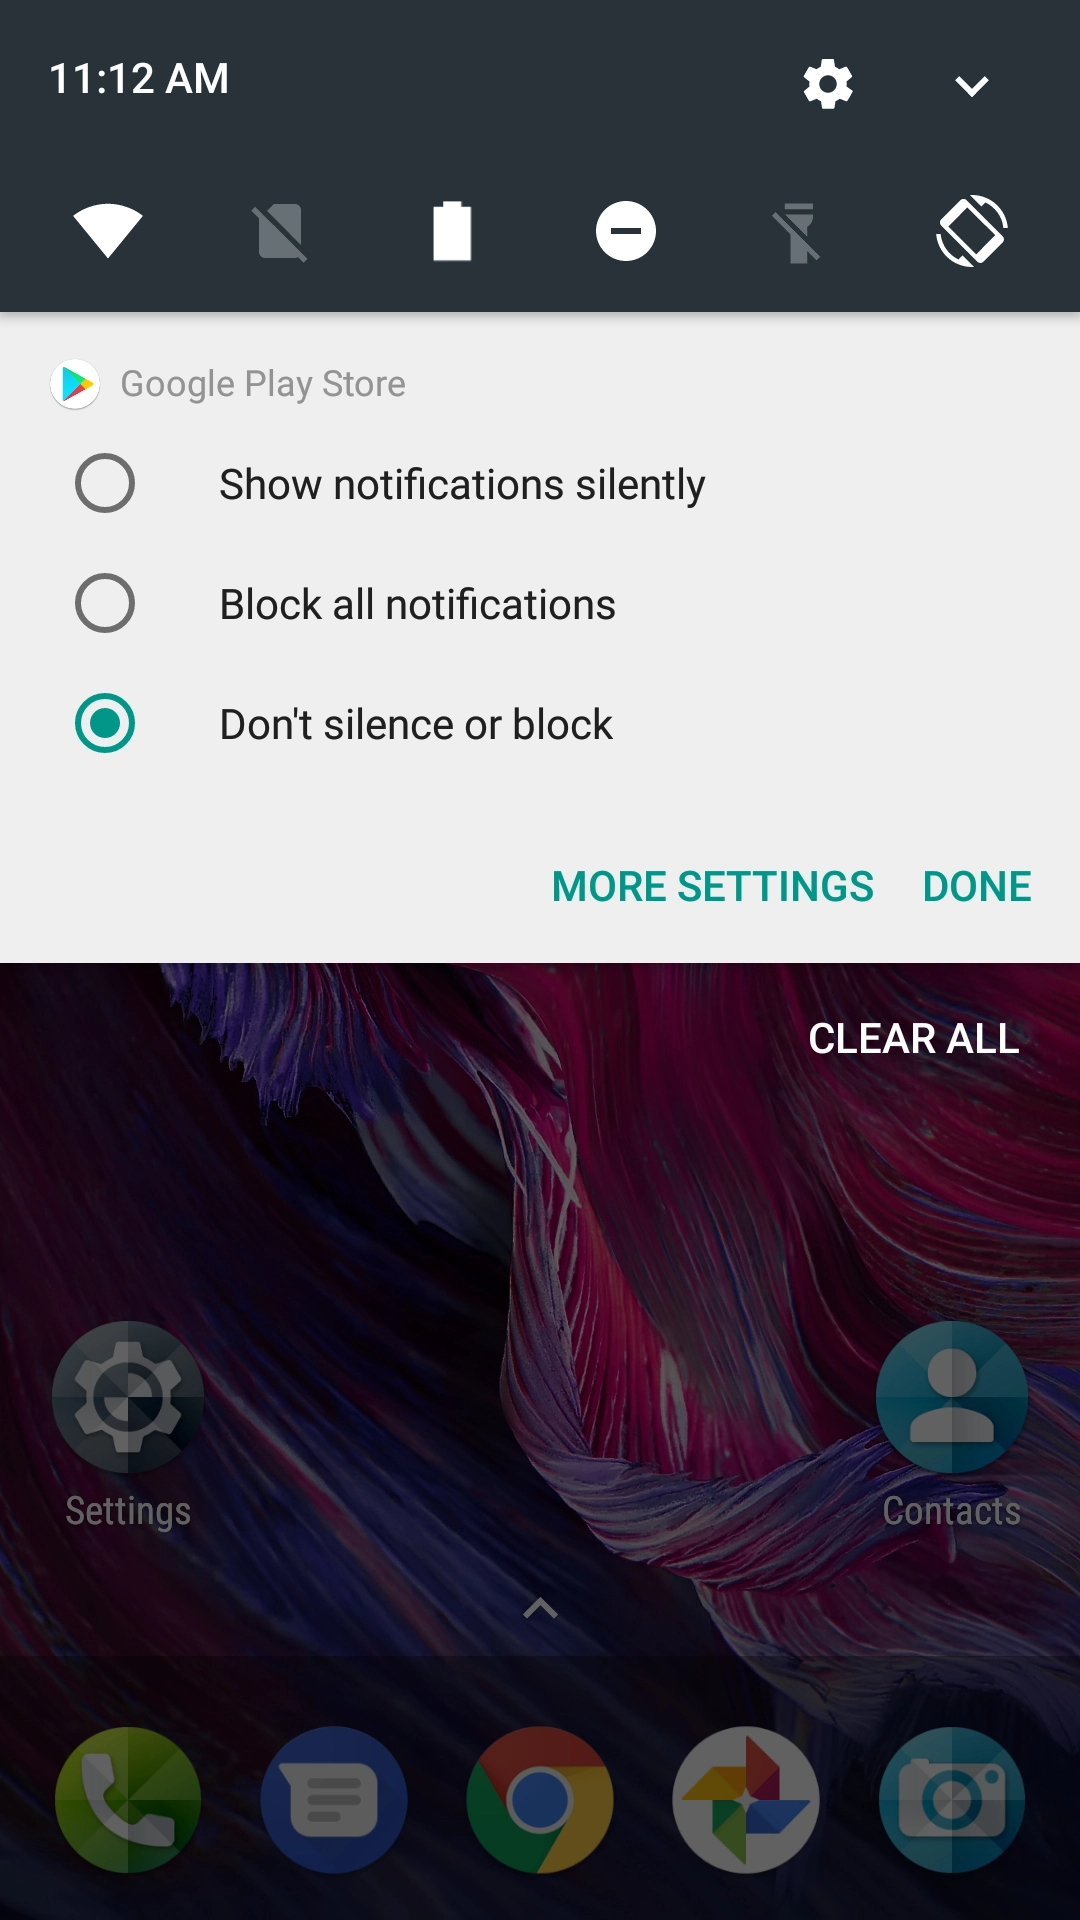 11:12 AM
Google Play Store
Show notifications silently
Block all notifications
Don't silence or block
MORE SETTINGS DONE
CLEAR ALL
Settings Contacts